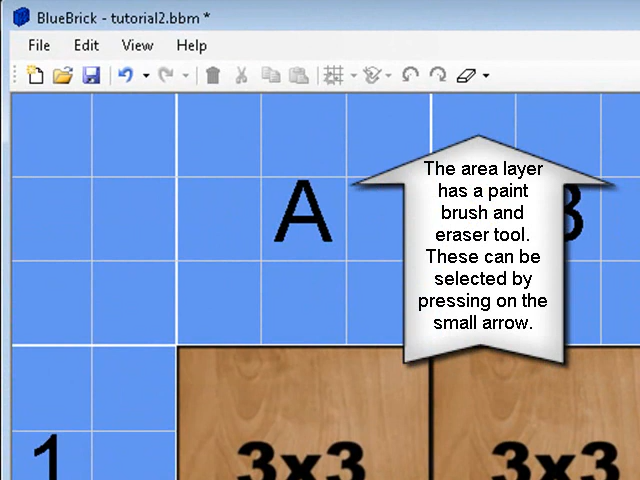 BlueBrick - tutorial2.bbm *
File Edit View Help
The area layer
has a paint
brush and
eraser tool.
These can be
selected by
pressing on the
small arrow.
A B
1
3x3 3x3